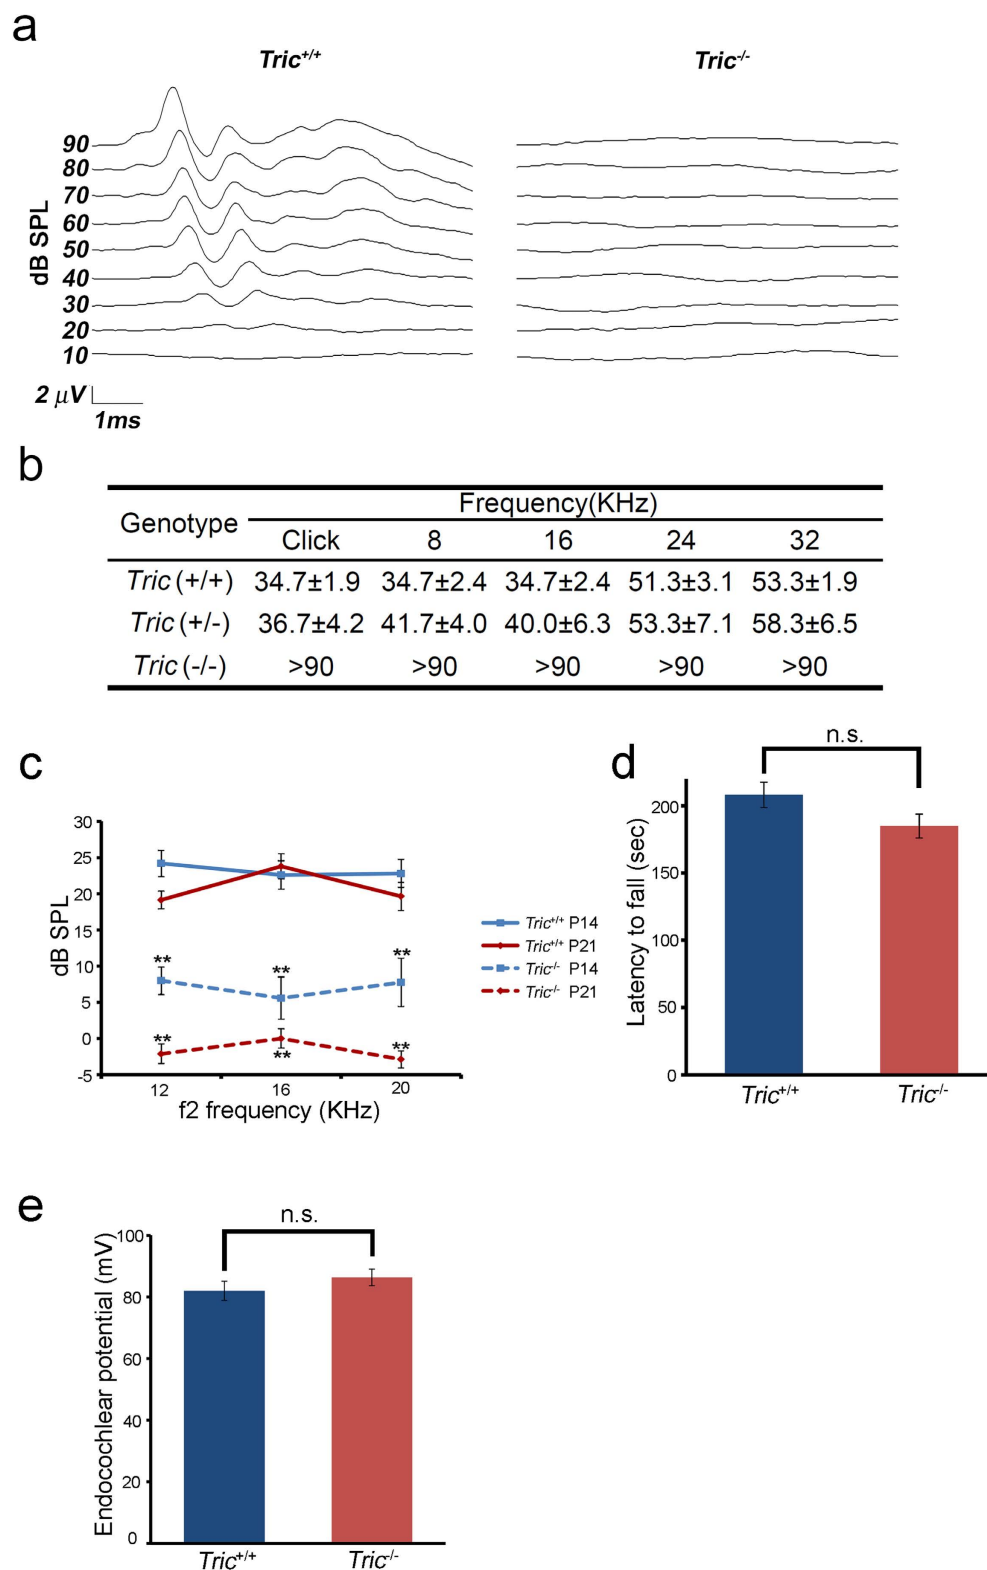 a
Tric+/+
Tric-/-
dB SPL
90
80
70
60
50
40
30
20
10
2 μV
1ms
b
Genotype
Frequency(KHz)
Click 8 16 24 32
Tric (+/+) 34.7±1.9 34.7±2.4 34.7±2.4 51.3±3.1 53.3±1.9
Tric (+/-) 36.7±4.2 41.7±4.0 40.0±6.3 53.3±7.1 58.3±6.5
Tric (-/-) >90 >90 >90 >90 >90
c
dB SPL
30
25
20
15
10
5
0
-5
** ** **
** ** **
12 16 20
f2 frequency (KHz)
Tric+/+ P14
Tric+/+ P21
Tric-/- P14
Tric-/- P21
d
n.s.
Latency to fall (sec)
200
150
100
50
0
Tric+/+ Tric-/-
e
n.s.
Endocochlear potential (mV)
100
80
60
40
20
0
Tric+/+ Tric-/-